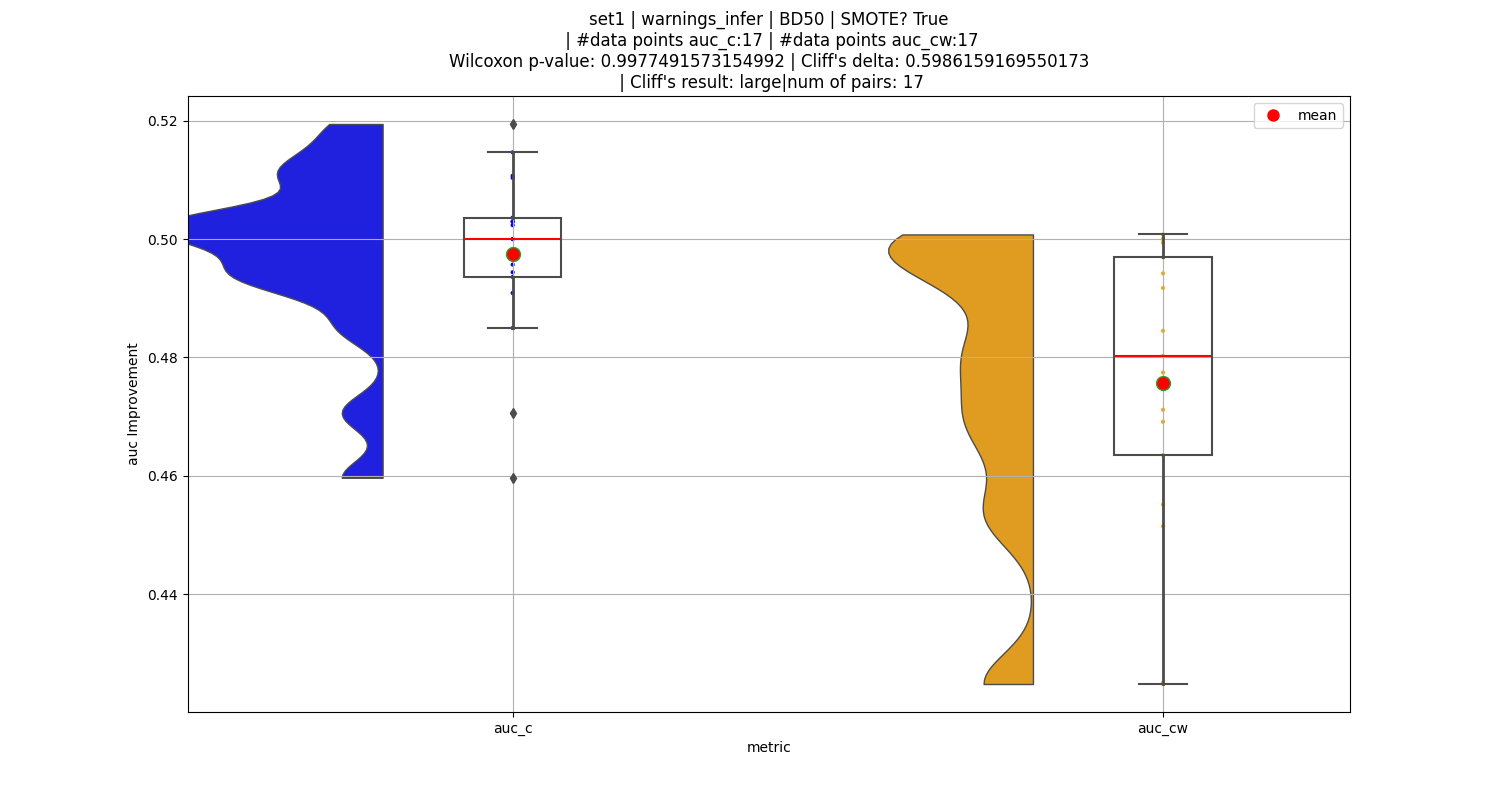 set1 | warnings_infer | BD50 | SMOTE? True
| #data points auc_c:17 | #data points auc_cw:17
Wilcoxon p-value: 0.9977491573154992 | Cliff's delta: 0.5986159169550173
| Cliff's result: large|num of pairs: 17
mean
0.52
0.50
0.48
0.46
0.44
auc Improvement
auc_c
auc_cw
metric